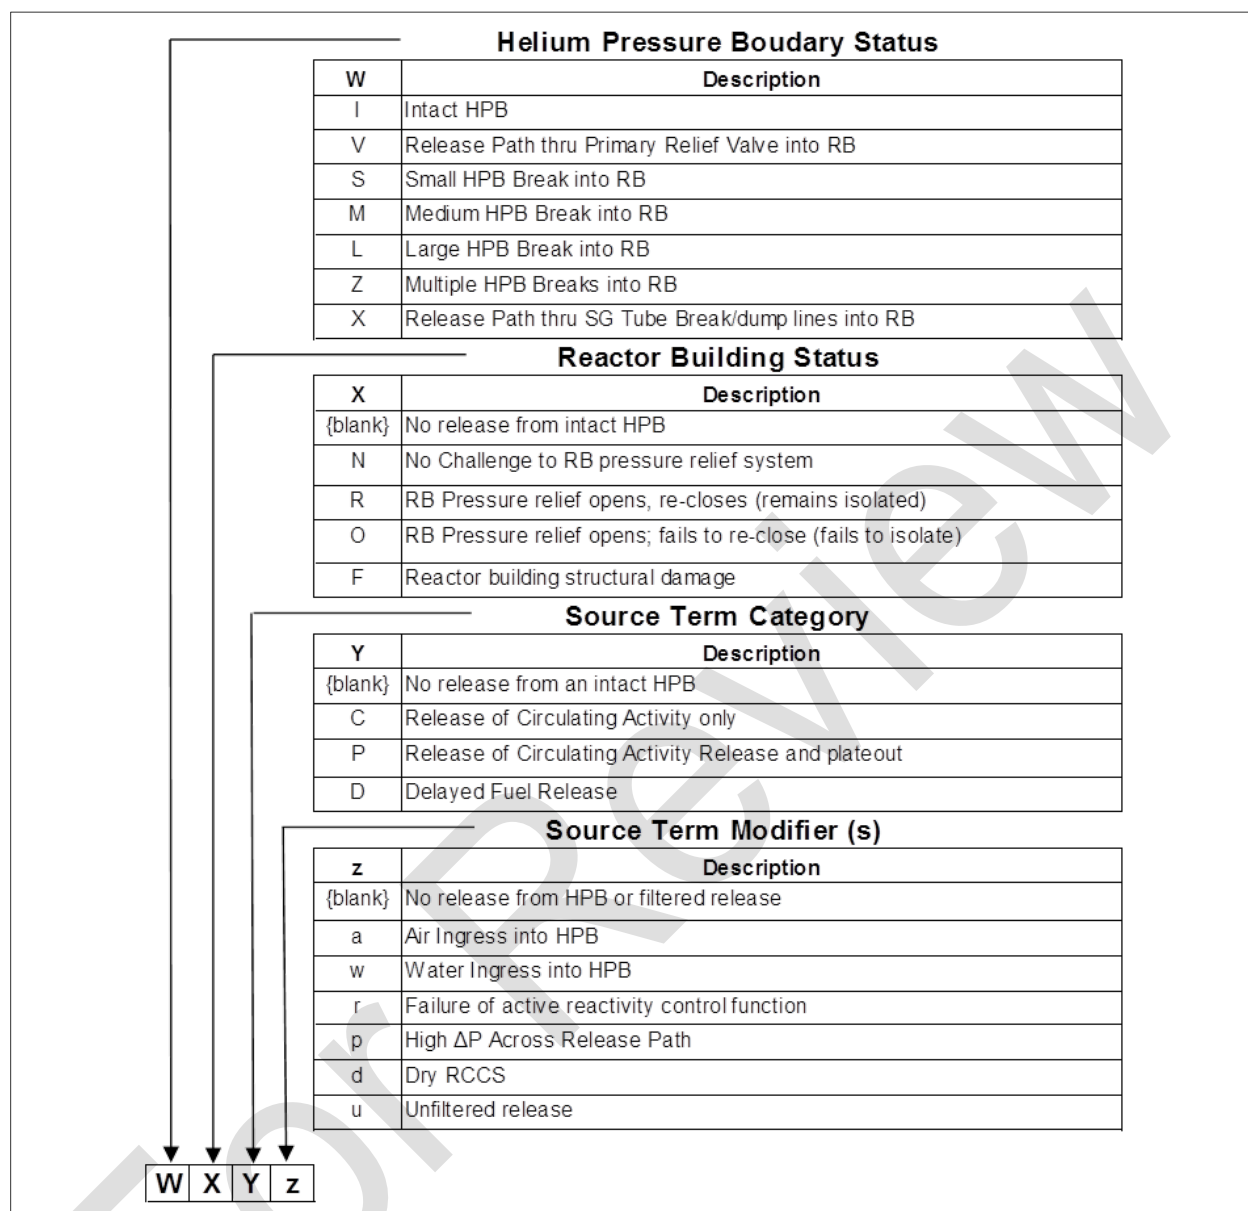 Helium Pressure Boudary Status
W Description
I Intact HPB
V Release Path thru Primary Relief Valve into RB
S Small HPB Break into RB
M Medium HPB Break into RB
L Large HPB Break into RB
Z Multiple HPB Breaks into RB
X Release Path thru SG Tube Break/dump lines into RB
Reactor Building Status
X Description
{blank} No release from intact HPB
N No Challenge to RB pressure relief system
R RB Pressure relief opens, re-closes (remains isolated)
O RB Pressure relief opens; fails to re-close (fails to isolate)
F Reactor building structural damage
Source Term Category
Y Description
{blank} No release from an intact HPB
C Release of Circulating Activity only
P Release of Circulating Activity Release and plateout
D Delayed Fuel Release
Source Term Modifier (s)
z Description
{blank} No release from HPB or filtered release
a Air Ingress into HPB
w Water Ingress into HPB
r Failure of active reactivity control function
p High ΔP Across Release Path
d Dry RCCS
u Unfiltered release
W X Y z
For Review